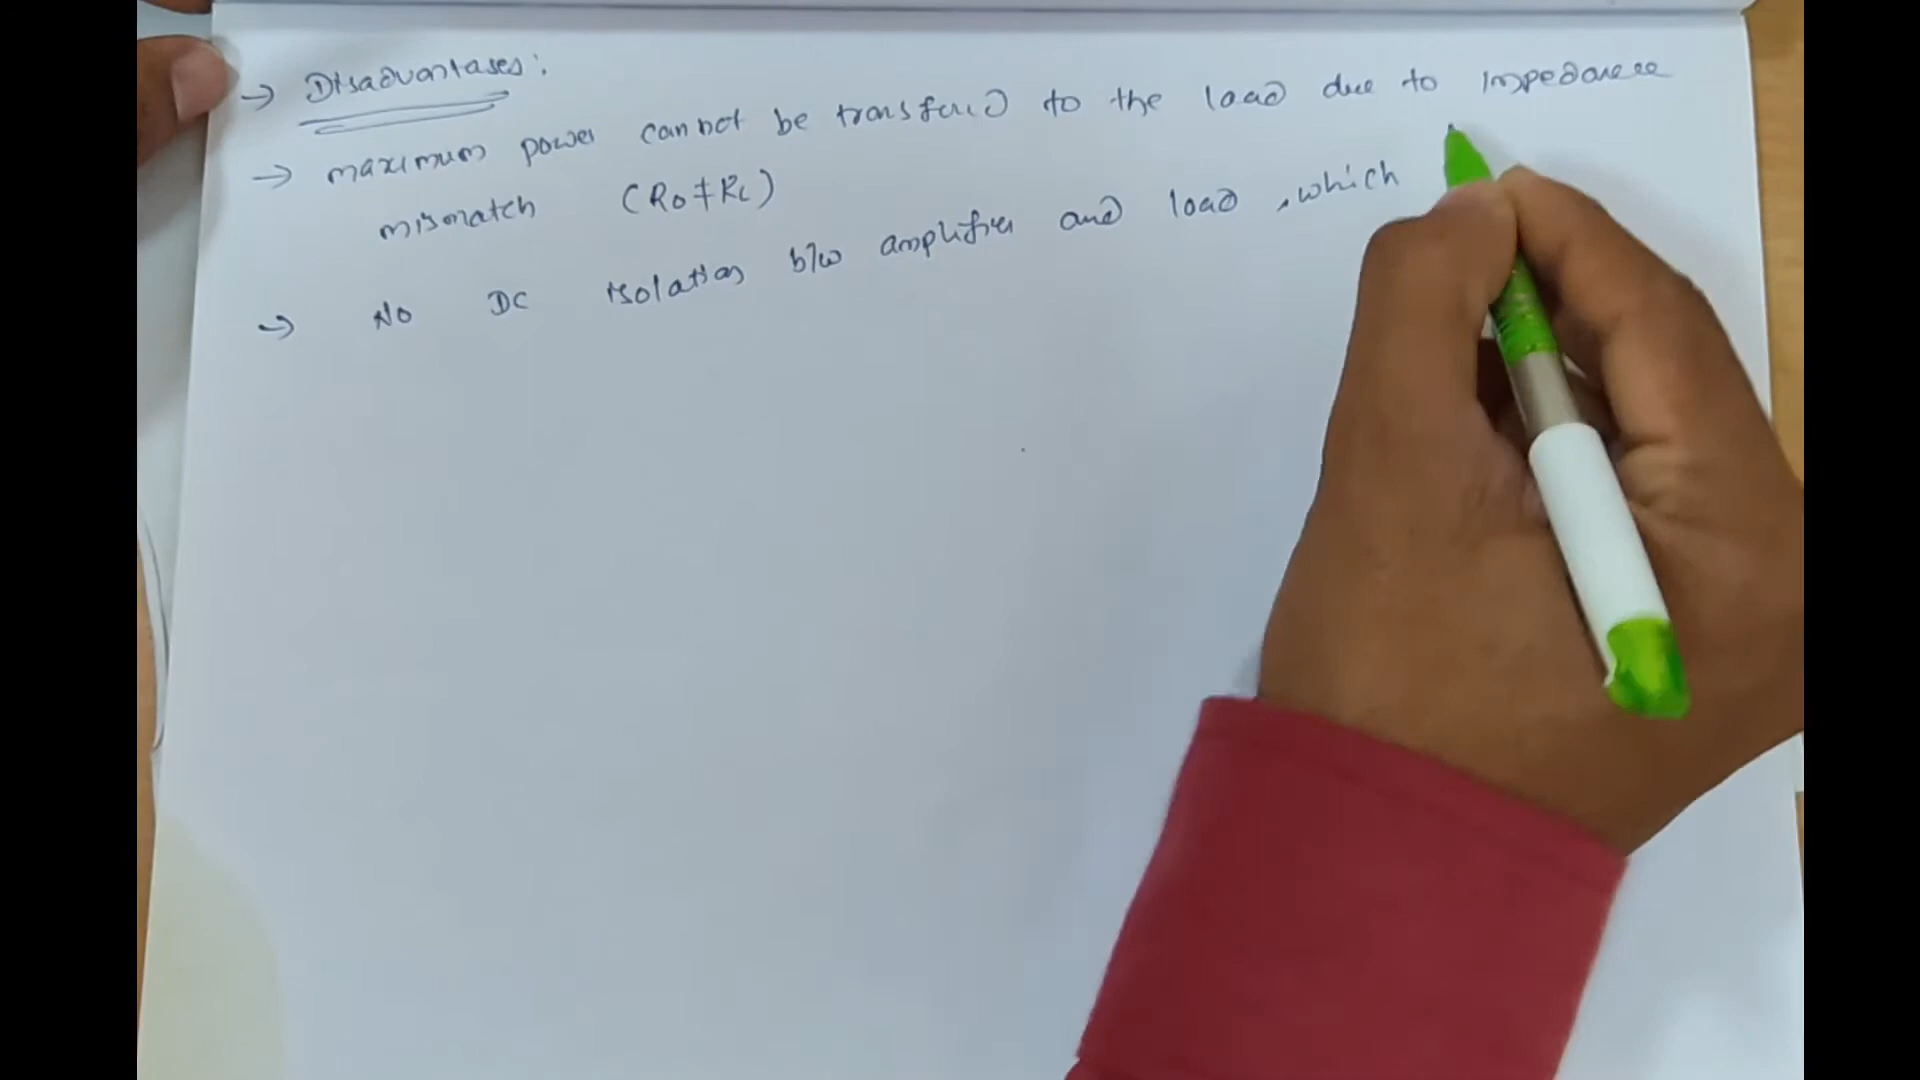 → Disadvantages:
→ maximum power cannot be transferd to the load due to impedance
mismatch (Ro≠RL)
→ No DC isolation b/w amplifier and load, which